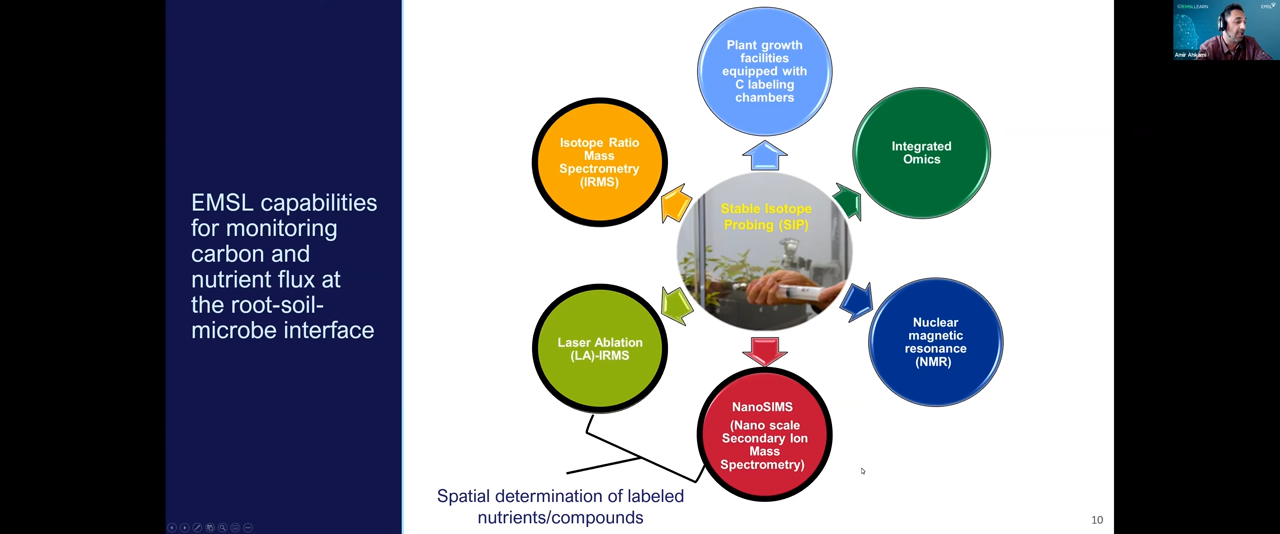 EMSL capabilities
for monitoring
carbon and
nutrient flux at
the root-soil-
microbe interface
Plant growth
facilities
equipped with
C labeling
chambers
Isotope Ratio
Mass
Spectrometry
(IRMS)
Integrated
Omics
Stable Isotope
Probing (SIP)
Laser Ablation
(LA)-IRMS
Nuclear
magnetic
resonance
(NMR)
NanoSIMS
(Nano scale
Secondary Ion
Mass
Spectrometry)
Spatial determination of labeled
nutrients/compounds
10
EMSLLEARN
EMSL
Amir Ahkami